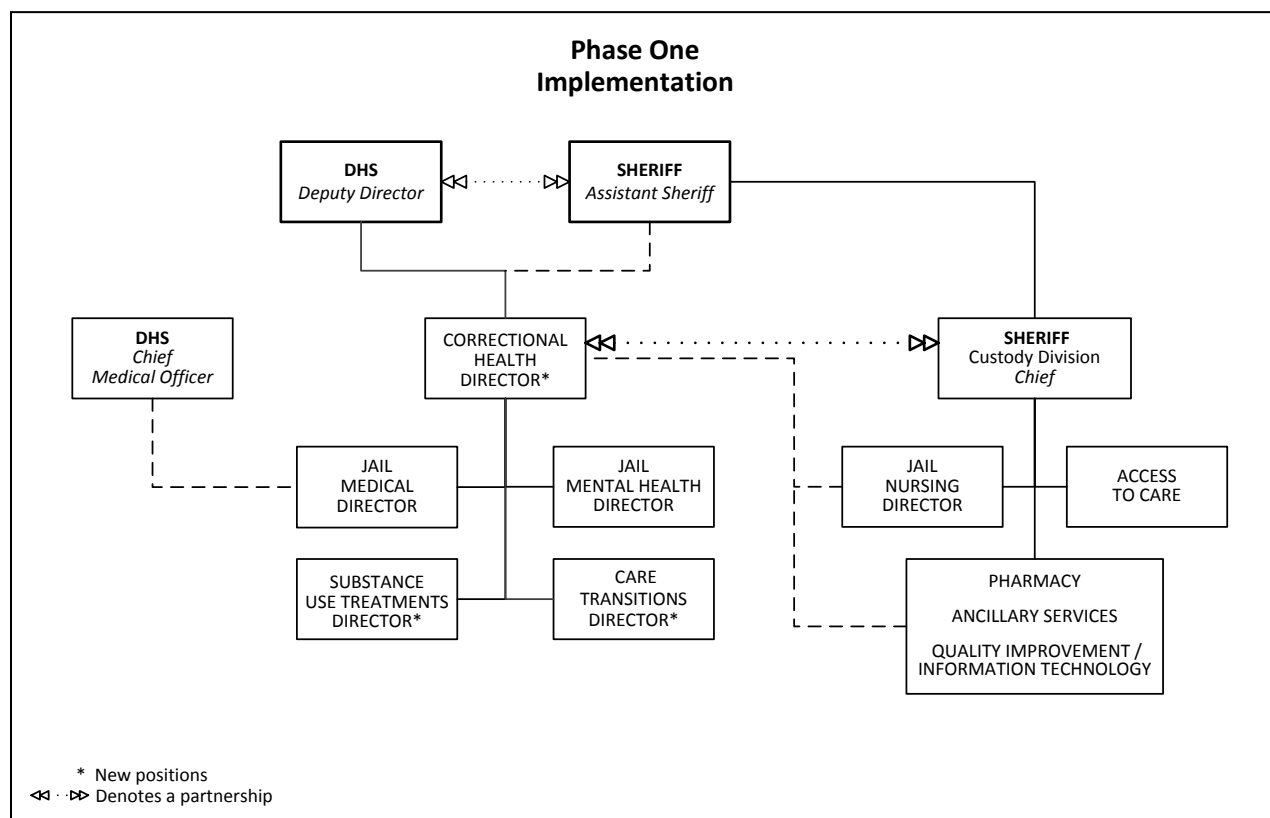 Phase One
Implementation
DHS
Deputy Director
SHERIFF
Assistant Sheriff
DHS
Chief
Medical Officer
CORRECTIONAL
HEALTH
DIRECTOR*
SHERIFF
Custody Division
Chief
JAIL
MEDICAL
DIRECTOR
JAIL
MENTAL HEALTH
DIRECTOR
JAIL
NURSING
DIRECTOR
ACCESS
TO CARE
SUBSTANCE
USE TREATMENTS
DIRECTOR*
CARE
TRANSITIONS
DIRECTOR*
PHARMACY
ANCILLARY SERVICES
QUALITY IMPROVEMENT /
INFORMATION TECHNOLOGY
* New positions
Denotes a partnership